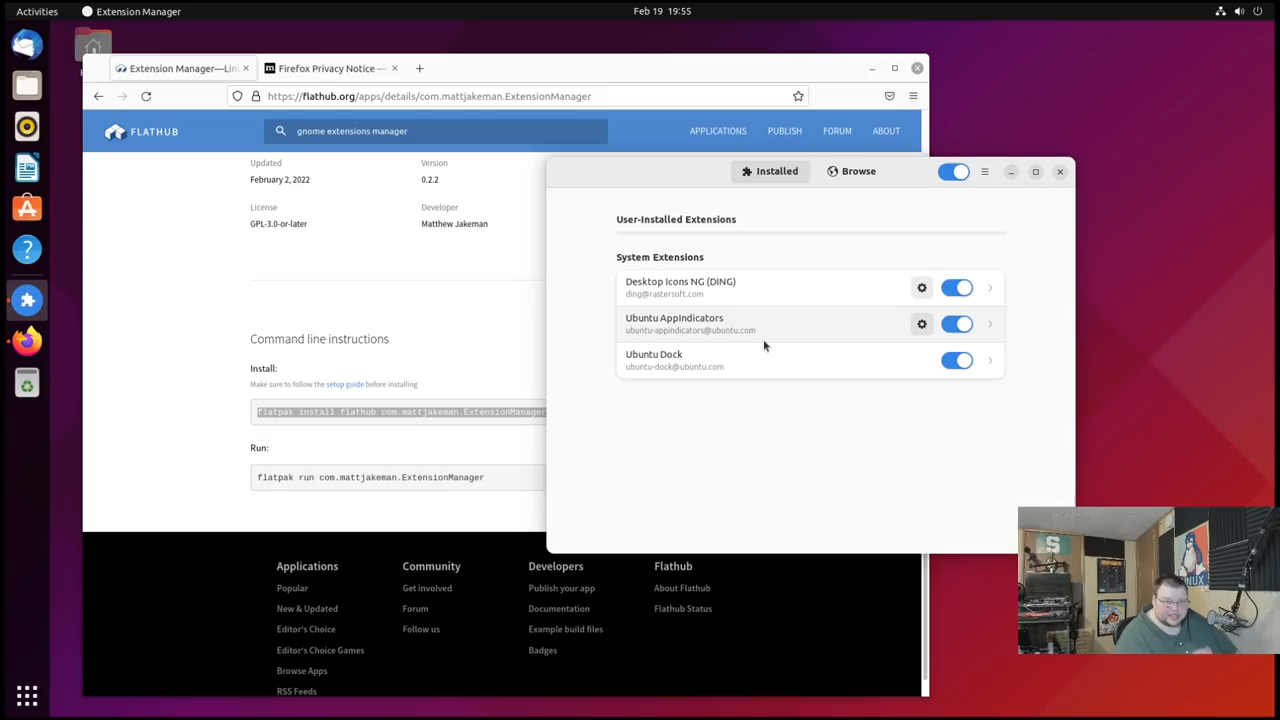 Activities
Installation Manager
Feb 19 19:55
Extension Manager—Lin
Firefox Privacy Notice —
https://flathub.org/apps/details/com.mattjakeman.ExtensionManager
FLATHUB
gnome extensions manager
APPLICATIONS
PUBLISH
FORUM
ABOUT
Updated
February 2, 2022
Version
0.2.2
License
GPL-3.0-or-later
Developer
Matthew Jakeman
Command line instructions
Install:
Make sure to follow the setup guide before installing
flatpak install flathub com.mattjakeman.ExtensionManager
Run:
flatpak run com.mattjakeman.ExtensionManager
Applications
Popular
New & Updated
Editor's Choice
Editor's Choice Games
Browse Apps
RSS Feeds
Community
Get involved
Forum
Follow us
Developers
Publish your app
Documentation
Example build files
Badges
Flathub
About Flathub
Flathub Status
Installed
Browse
User-Installed Extensions
System Extensions
Desktop Icons NG (DING)
ding@rastersoft.com
Ubuntu AppIndicators
ubuntu-appindicators@ubuntu.com
Ubuntu Dock
ubuntu-dock@ubuntu.com
S